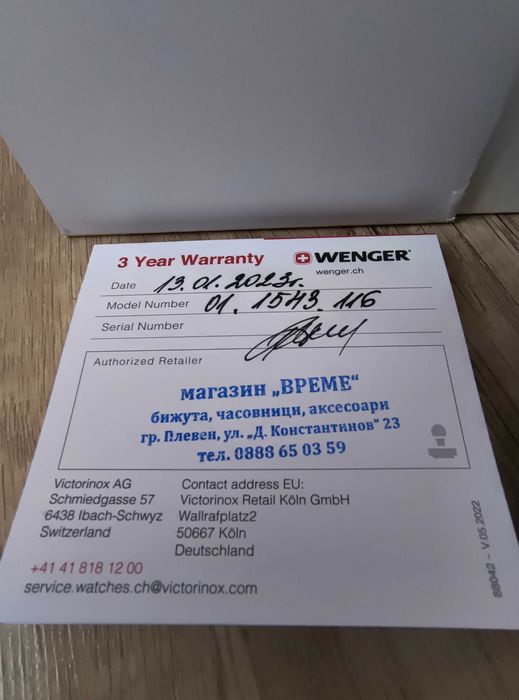 3 Year Warranty
WENGER
wenger.ch
Date 13.01.2023г.
Model Number 01.1543.116
Serial Number
Authorized Retailer
магазин „ВРЕМЕ“
бижута, часовници, аксесоари
гр. Плевен, ул. „Д. Константинов“ 23
тел. 0888 65 03 59
Victorinox AG
Schmiedgasse 57
6438 Ibach-Schwyz
Switzerland
Contact address EU:
Victorinox Retail Köln GmbH
Wallrafplatz2
50667 Köln
Deutschland
+41 41 818 12 00
service.watches.ch@victorinox.com
88042 – V.05.2022